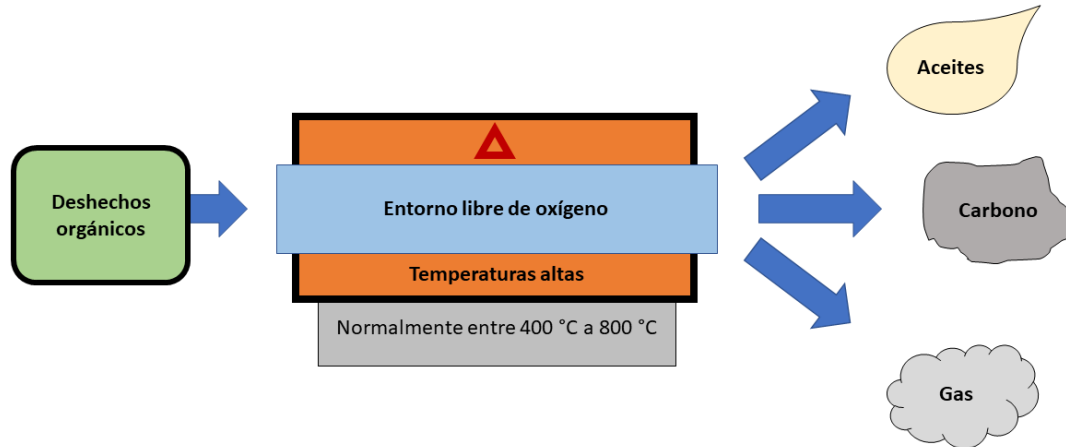 Deshechos
orgánicos
Entorno libre de oxígeno
Temperaturas altas
Normalmente entre 400 °C a 800 °C
Aceites
Carbono
Gas